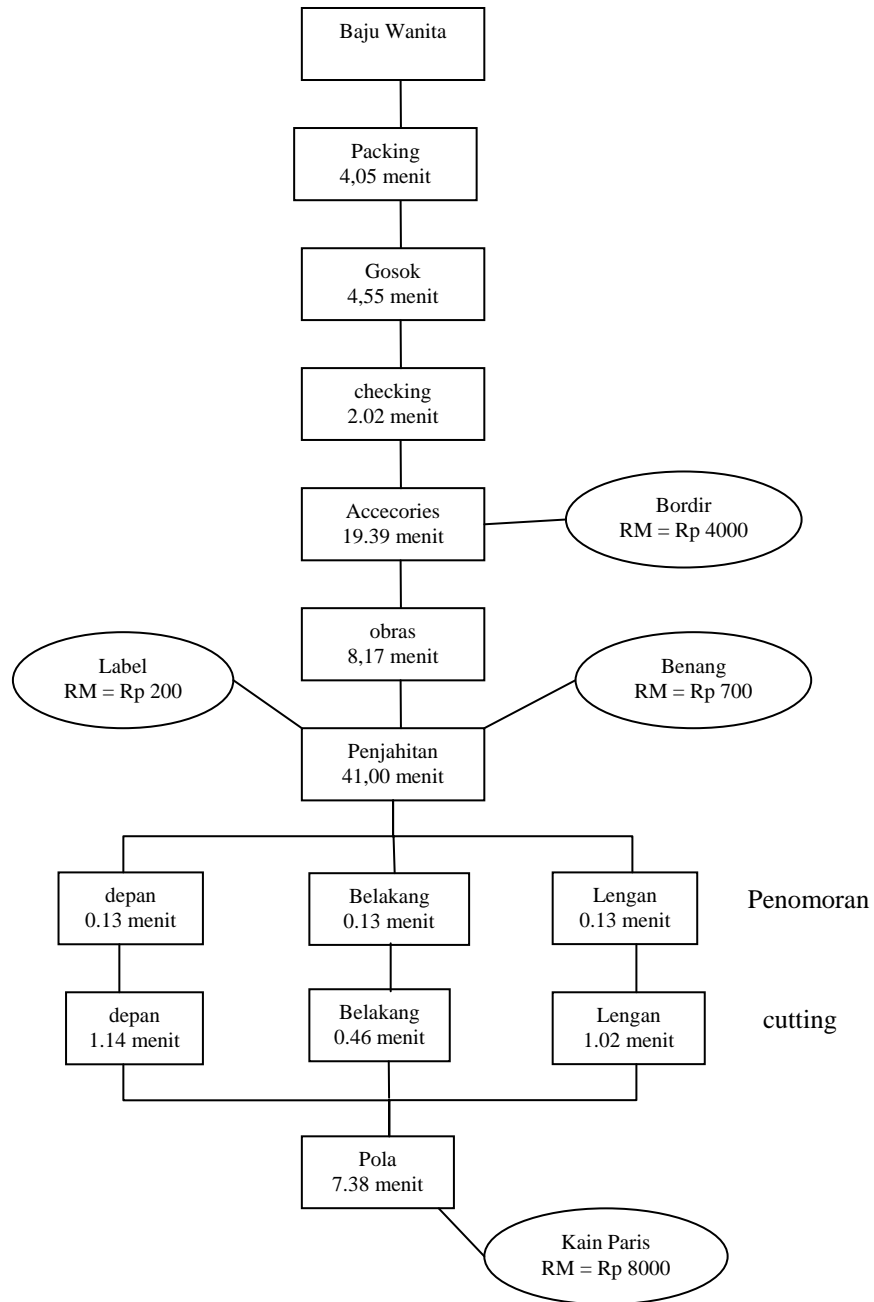 Baju Wanita
Packing
4,05 menit
Gosok
4,55 menit
checking
2.02 menit
Accecories
19.39 menit
Bordir
RM = Rp 4000
obras
8,17 menit
Label
RM = Rp 200
Benang
RM = Rp 700
Penjahitan
41,00 menit
depan
0.13 menit
Belakang
0.13 menit
Lengan
0.13 menit
Penomoran
depan
1.14 menit
Belakang
0.46 menit
Lengan
1.02 menit
cutting
Pola
7.38 menit
Kain Paris
RM = Rp 8000